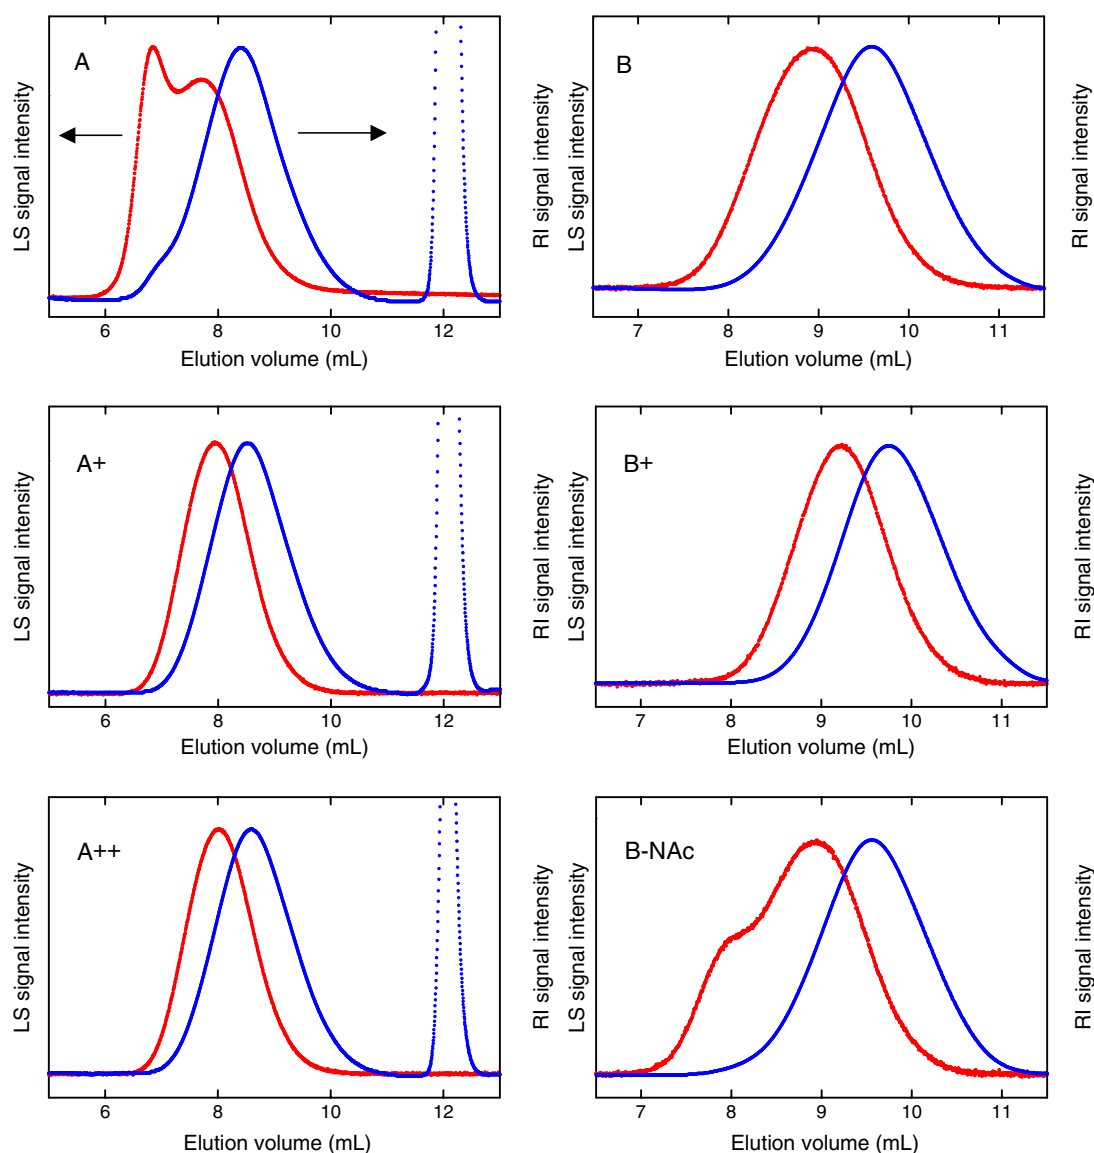 A
LS signal intensity
RI signal intensity
6 8 10 12
Elution volume (mL)
B
LS signal intensity
RI signal intensity
7 8 9 10 11
Elution volume (mL)
A+
LS signal intensity
RI signal intensity
6 8 10 12
Elution volume (mL)
B+
LS signal intensity
RI signal intensity
7 8 9 10 11
Elution volume (mL)
A++
LS signal intensity
RI signal intensity
6 8 10 12
Elution volume (mL)
B-NAc
LS signal intensity
RI signal intensity
7 8 9 10 11
Elution volume (mL)